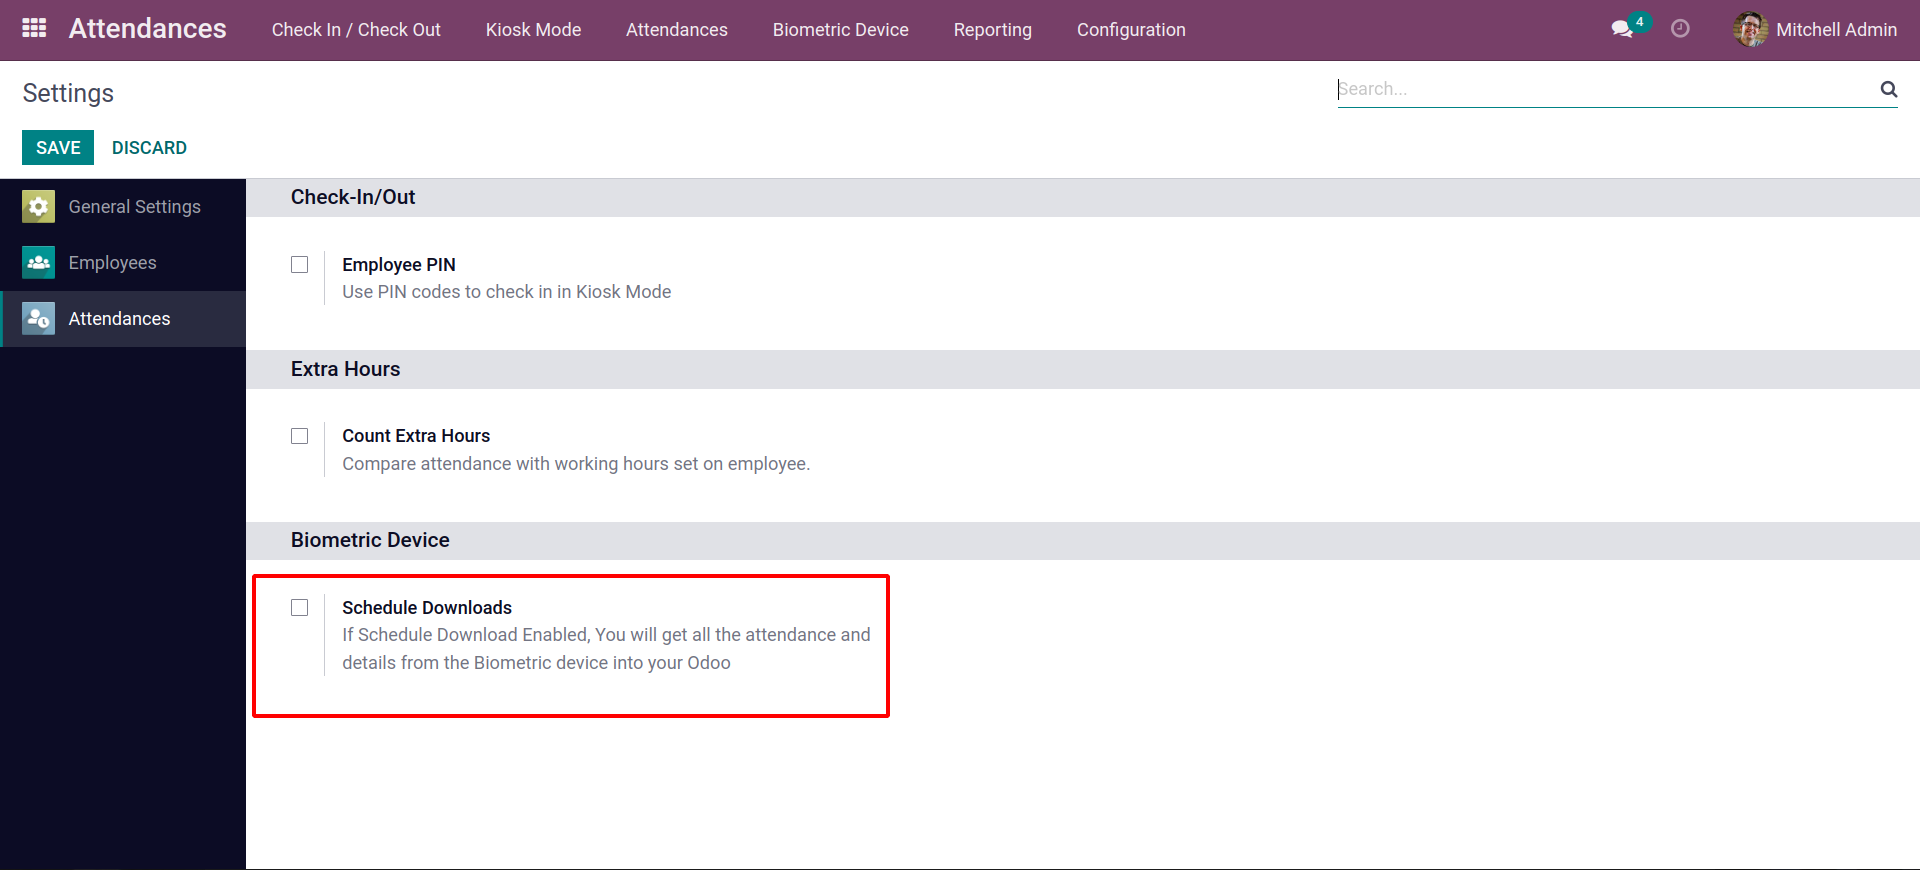 Attendances
Check In / Check Out
Kiosk Mode
Attendances
Biometric Device
Reporting
Configuration
4
Mitchell Admin
Settings
Search...
SAVE
DISCARD
General Settings
Employees
Attendances
Check-In/Out
Employee PIN
Use PIN codes to check in in Kiosk Mode
Extra Hours
Count Extra Hours
Compare attendance with working hours set on employee.
Biometric Device
Schedule Downloads
If Schedule Download Enabled, You will get all the attendance and
details from the Biometric device into your Odoo